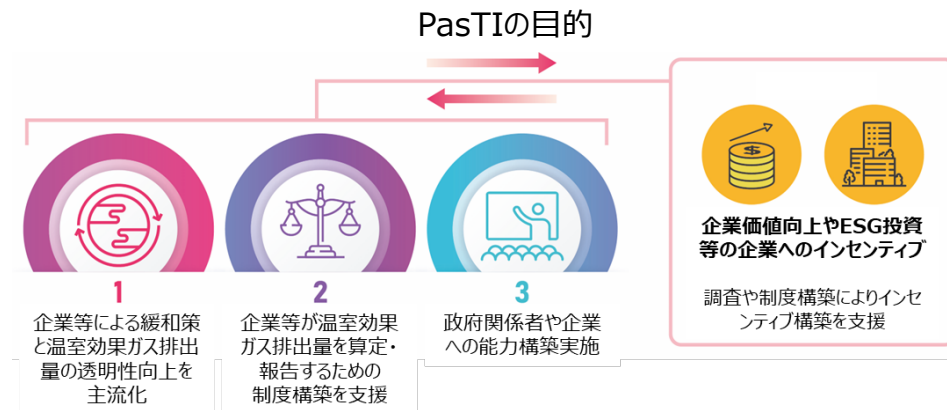 PasTIの目的
1
企業等による緩和策
と温室効果ガス排出
量の透明性向上を
主流化
2
企業等が温室効果
ガス排出量を算定・
報告するための
制度構築を支援
3
政府関係者や企業
への能力構築実施
$
企業価値向上やESG投資
等の企業へのインセンティブ
調査や制度構築によりインセ
ンティブ構築を支援